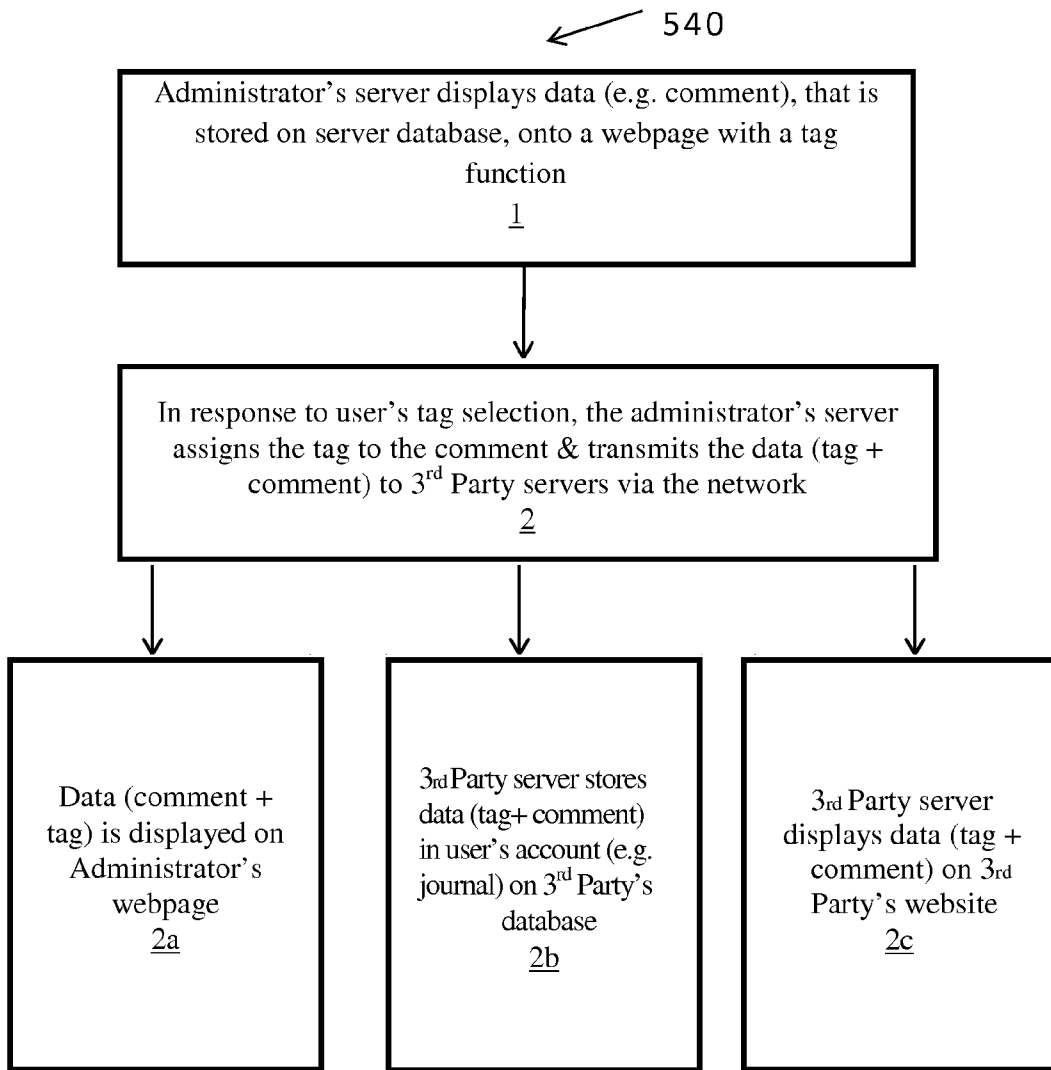 540
Administrator's server displays data (e.g. comment), that is
stored on server database, onto a webpage with a tag
function
1
In response to user's tag selection, the administrator's server
assigns the tag to the comment & transmits the data (tag +
comment) to 3rd Party servers via the network
2
Data (comment +
tag) is displayed on
Administrator's
webpage
2a
3rd Party server stores
data (tag+ comment)
in user's account (e.g.
journal) on 3rd Party's
database
2b
3rd Party server
displays data (tag +
comment) on 3rd
Party's website
2c